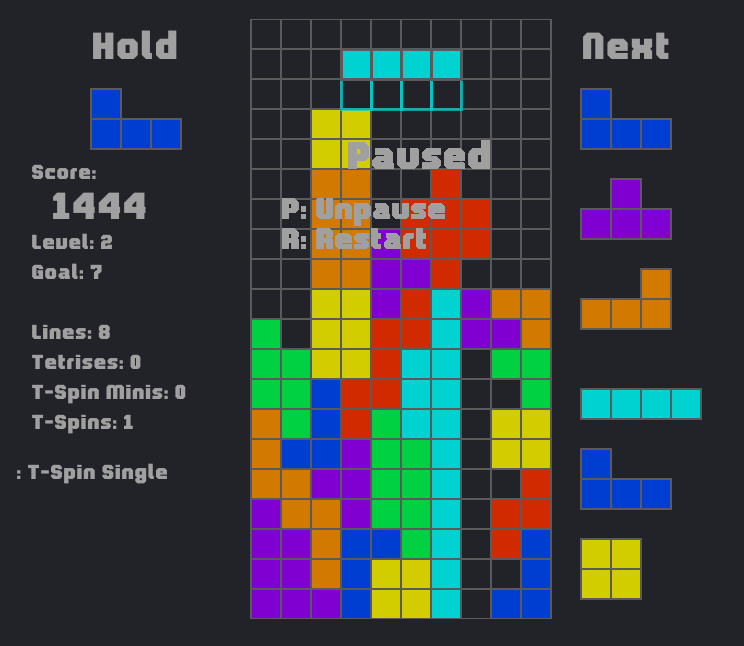 Hold
Next
Paused
P: Unpause
R: Restart
Score:
1444
Level: 2
Goal: 7
Lines: 8
Tetrises: 0
T-Spin Minis: 0
T-Spins: 1
: T-Spin Single